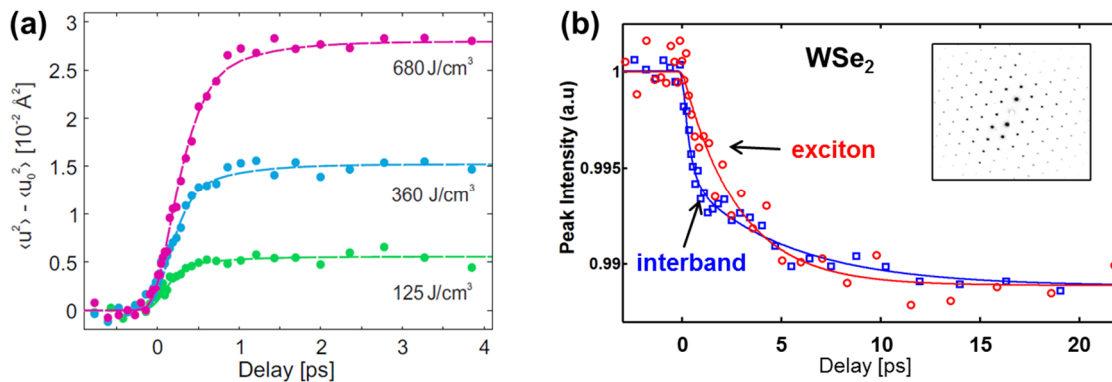 (a)
<u²> - <u₀²> [10⁻² Å²]
3
2.5
2
1.5
1
0.5
0
680 J/cm³
360 J/cm³
125 J/cm³
0 1 2 3 4
Delay [ps]
(b)
Peak Intensity (a.u)
1
0.995
0.99
WSe₂
exciton
interband
0 5 10 15 20
Delay [ps]